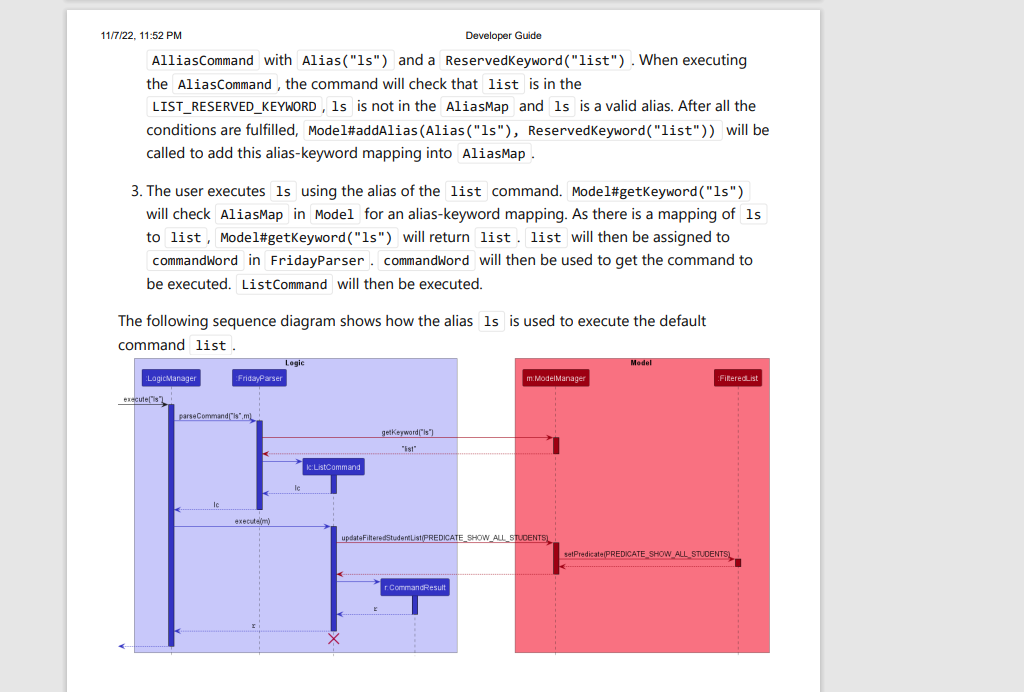 11/7/22, 11:52 PM
Developer Guide
AlliasCommand with Alias("ls") and a ReservedKeyword("list") . When executing
the AliasCommand , the command will check that list is in the
LIST_RESERVED_KEYWORD , ls is not in the AliasMap and ls is a valid alias. After all the
conditions are fulfilled, Model#addAlias(Alias("ls"), ReservedKeyword("list")) will be
called to add this alias-keyword mapping into AliasMap .
3. The user executes ls using the alias of the list command. Model#getKeyword("ls")
will check AliasMap in Model for an alias-keyword mapping. As there is a mapping of ls
to list , Model#getKeyword("ls") will return list . list will then be assigned to
commandWord in FridayParser . commandWord will then be used to get the command to
be executed. ListCommand will then be executed.
The following sequence diagram shows how the alias ls is used to execute the default
command list .
Logic
Model
:LogicManager
:FridayParser
m:ModelManager
:FilteredList
execute("ls")
parseCommand("ls",m)
getKeyword("ls")
"list"
lc:ListCommand
lc
lc
execute(m)
updateFilteredStudentList(PREDICATE_SHOW_ALL_STUDENTS)
setPredicate(PREDICATE_SHOW_ALL_STUDENTS)
r:CommandResult
r
r